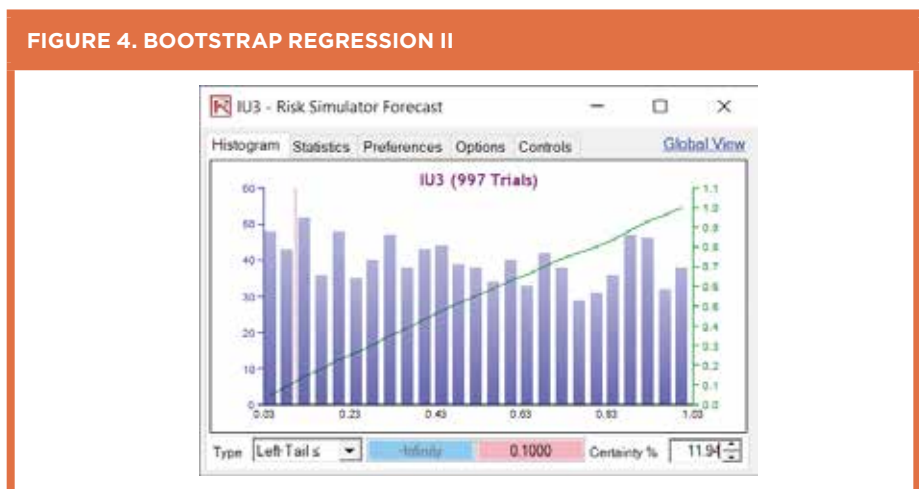 FIGURE 4. BOOTSTRAP REGRESSION II
IU3 - Risk Simulator Forecast
Histogram Statistics Preferences Options Controls Global View
IU3 (997 Trials)
60 1.1
1.0
50 0.9
0.8
40 0.7
30 0.6
0.5
20 0.4
0.3
10 0.2
0.1
0 0.0
0.03 0.23 0.43 0.63 0.83 1.03
Type Left-Tail ≤ -Infinity 0.1000 Certainty % 11.94